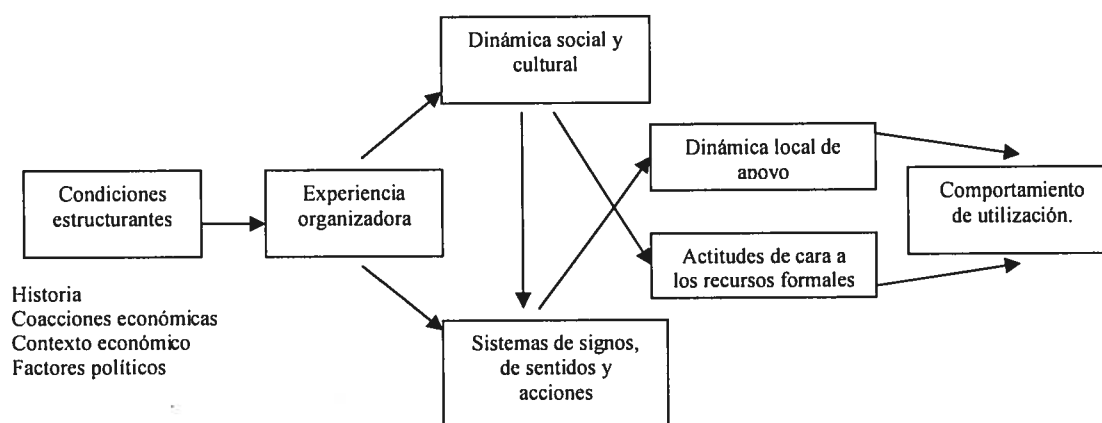 Dinámica social y
cultural
Dinámica local de
apoyo
Condiciones
estructurantes
Experiencia
organizadora
Comportamiento
de utilización.
Actitudes de cara a
los recursos formales
Historia
Coacciones económicas
Contexto económico
Factores políticos
Sistemas de signos,
de sentidos y
acciones